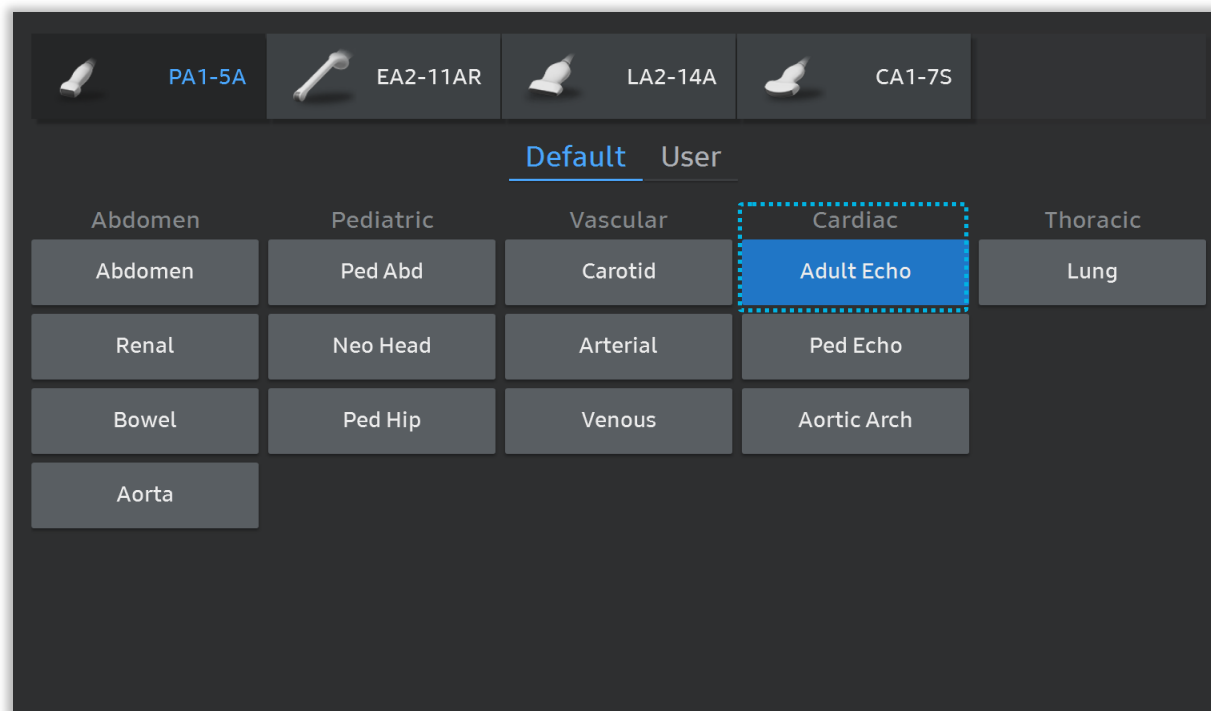 PA1-5A EA2-11AR LA2-14A CA1-7S
Default User
Abdomen Pediatric Vascular Cardiac Thoracic
Abdomen Ped Abd Carotid Adult Echo Lung
Renal Neo Head Arterial Ped Echo
Bowel Ped Hip Venous Aortic Arch
Aorta